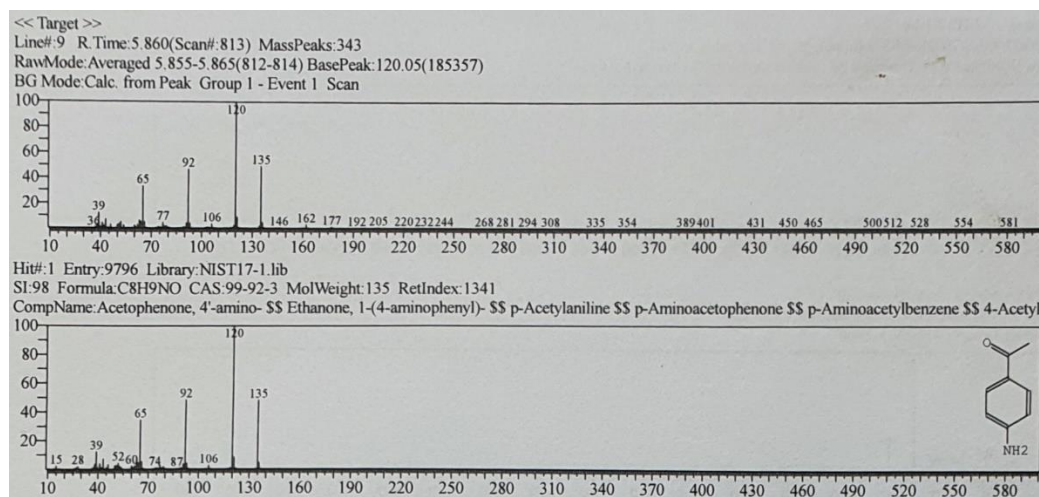 << Target >>
Line#:9 R.Time:5.860(Scan#:813) MassPeaks:343
RawMode:Averaged 5.855-5.865(812-814) BasePeak:120.05(185357)
BG Mode:Calc. from Peak Group 1 - Event 1 Scan
100
120
80
60
92 135
40
65
20
39
36 77 106 146 162 177 192 205 220 232 244 268 281 294 308 335 354 389 401 431 450 465 500 512 528 554 581
10 40 70 100 130 160 190 220 250 280 310 340 370 400 430 460 490 520 550 580
Hit#:1 Entry:9796 Library:NIST17-1.lib
SI:98 Formula:C8H9NO CAS:99-92-3 MolWeight:135 RetIndex:1341
CompName:Acetophenone, 4'-amino- $$ Ethanone, 1-(4-aminophenyl)- $$ p-Acetylaniline $$ p-Aminoacetophenone $$ p-Aminoacetylbenzene $$ 4-Acetyl
100
120
O
80
60
92 135
40
65
20
39
15 28 52 60 74 87 106
NH2
10 40 70 100 130 160 190 220 250 280 310 340 370 400 430 460 490 520 550 580